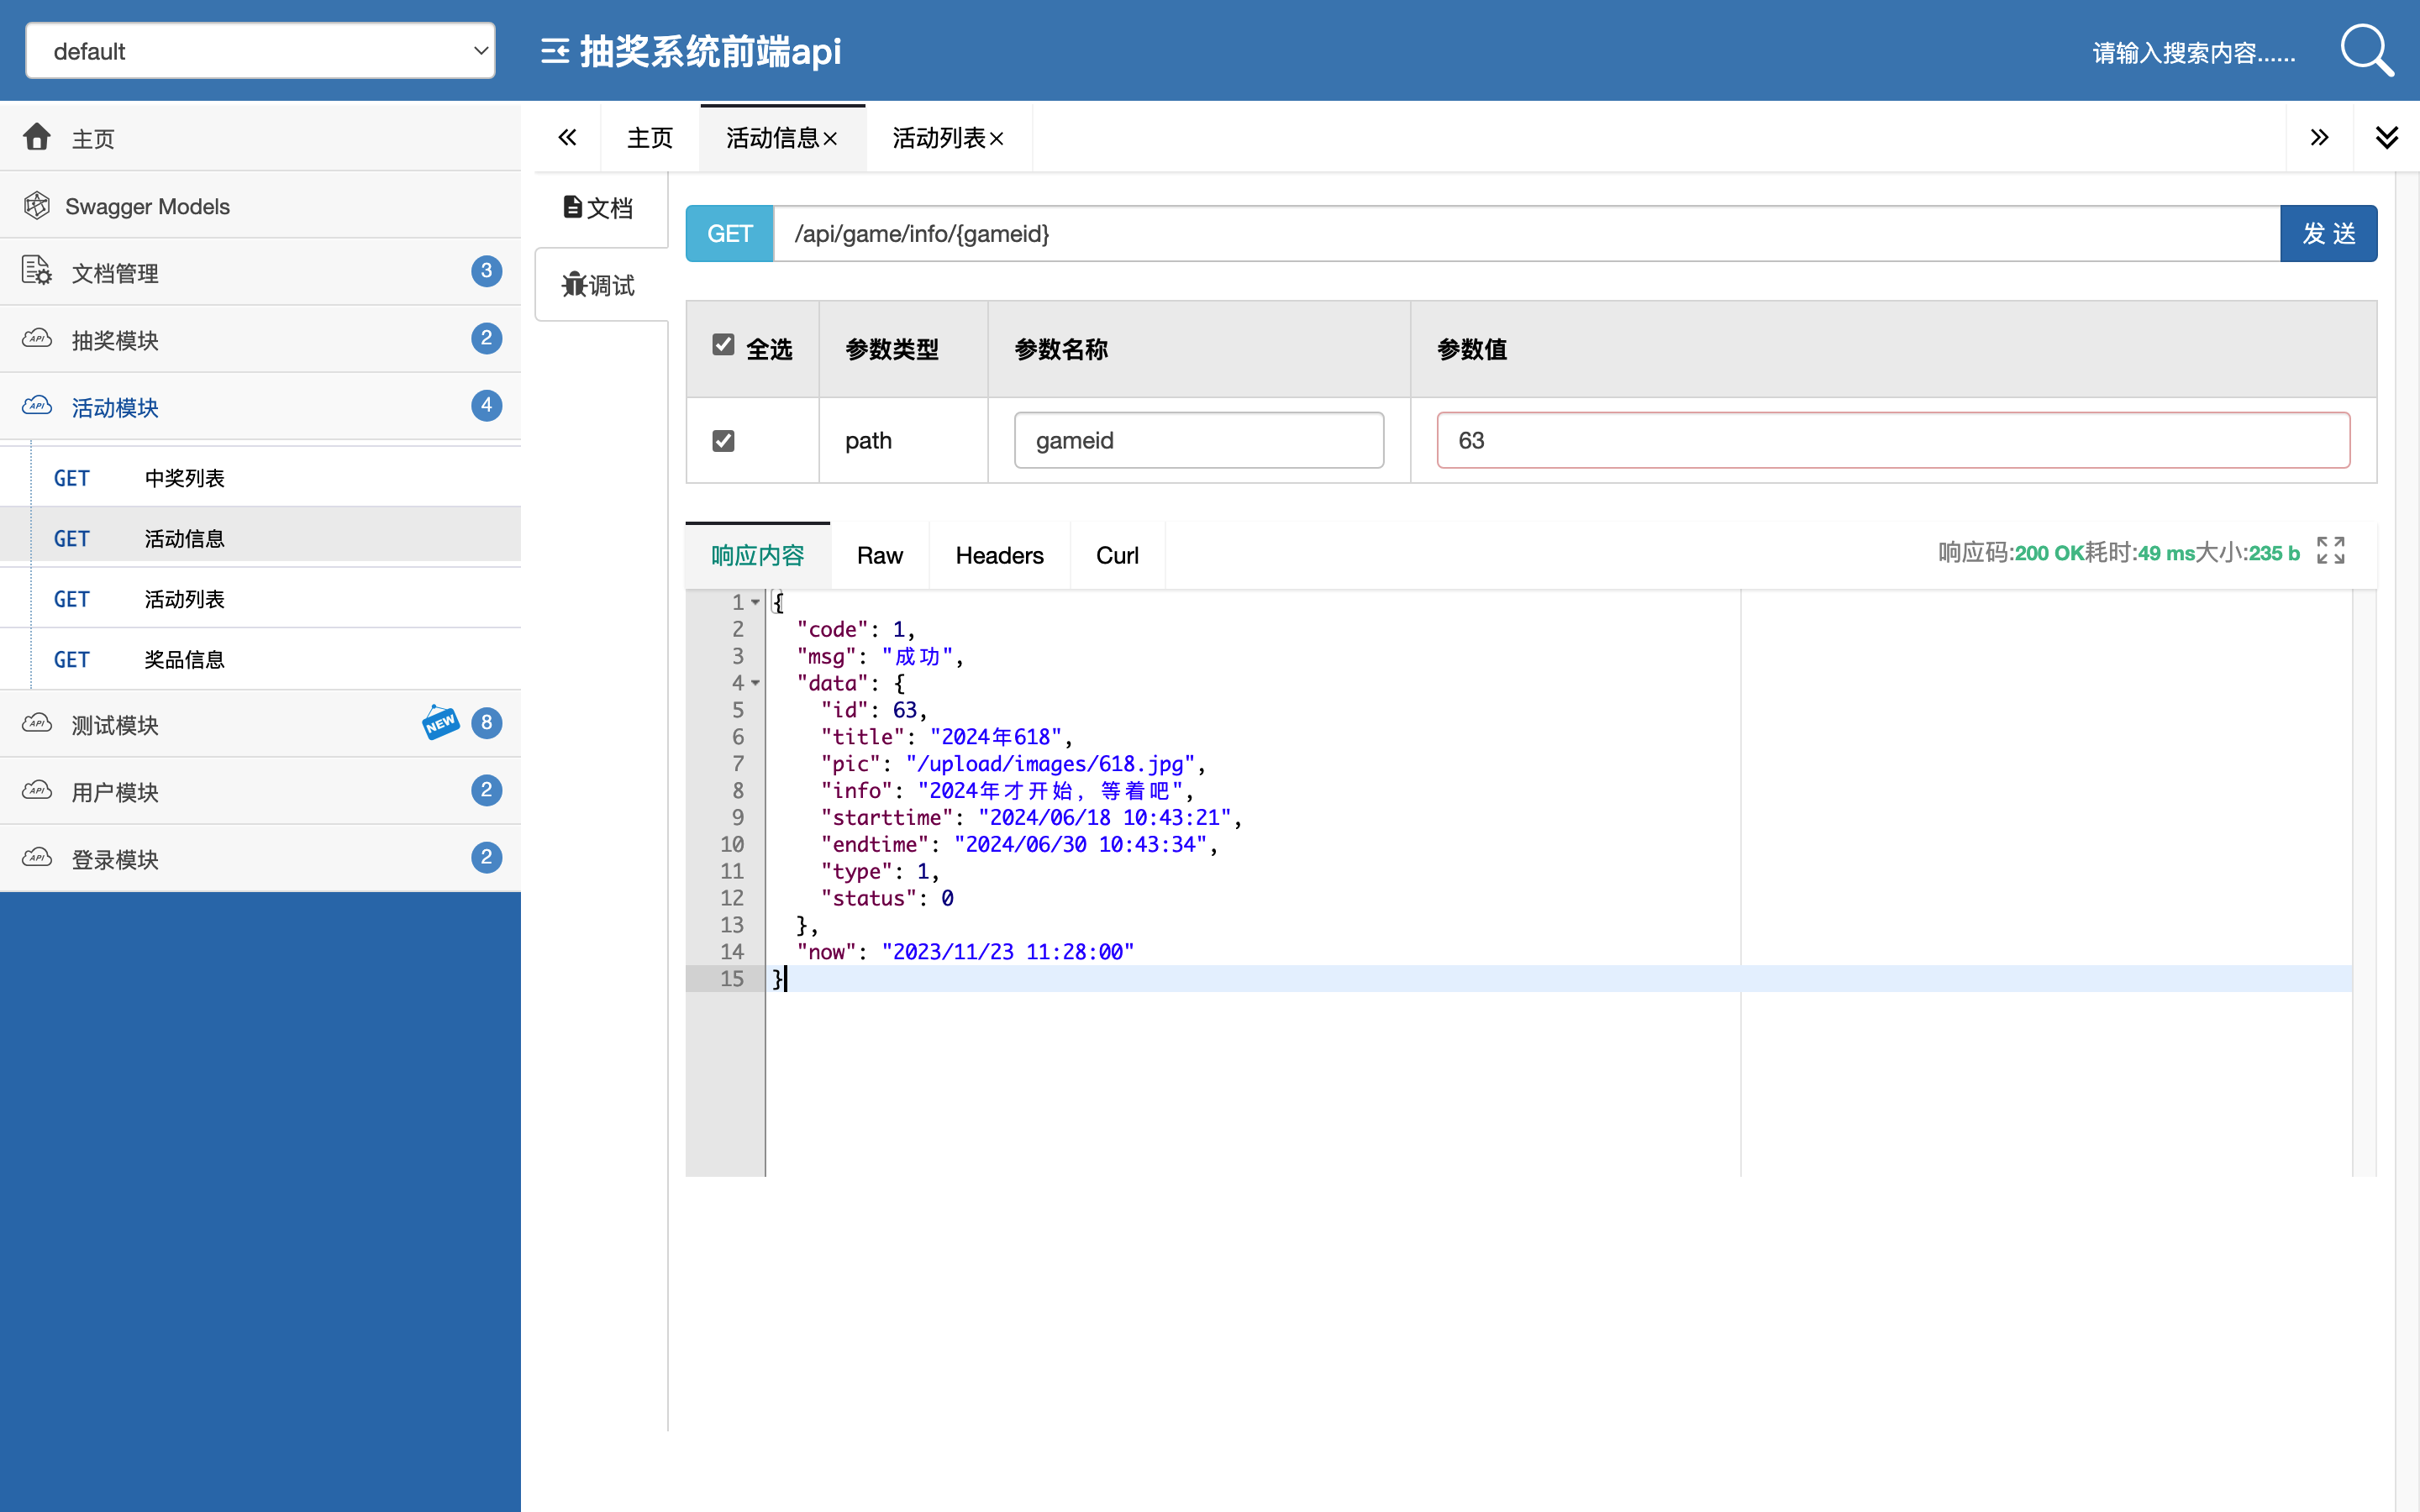 default
抽奖系统前端api
请输入搜索内容......
主页
Swagger Models
文档管理 3
抽奖模块 2
活动模块 4
GET 中奖列表
GET 活动信息
GET 活动列表
GET 奖品信息
测试模块 NEW 8
用户模块 2
登录模块 2
主页 活动信息× 活动列表×
文档
调试
GET /api/game/info/{gameid} 发 送
全选 参数类型 参数名称 参数值
path gameid 63
响应内容 Raw Headers Curl 响应码:200 OK耗时:49 ms大小:235 b
1 {
2 "code": 1,
3 "msg": "成功",
4 "data": {
5 "id": 63,
6 "title": "2024年618",
7 "pic": "/upload/images/618.jpg",
8 "info": "2024年才开始，等着吧",
9 "starttime": "2024/06/18 10:43:21",
10 "endtime": "2024/06/30 10:43:34",
11 "type": 1,
12 "status": 0
13 },
14 "now": "2023/11/23 11:28:00"
15 }